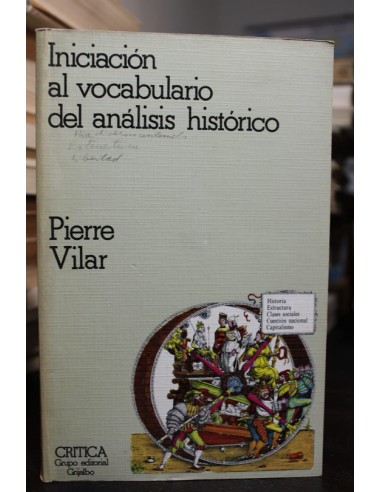 Iniciación
al vocabulario
del análisis histórico
Pierre
Vilar
Historia
Estructura
Clases sociales
Cuestión nacional
Capitalismo
CRITICA
Grupo editorial
Grijalbo